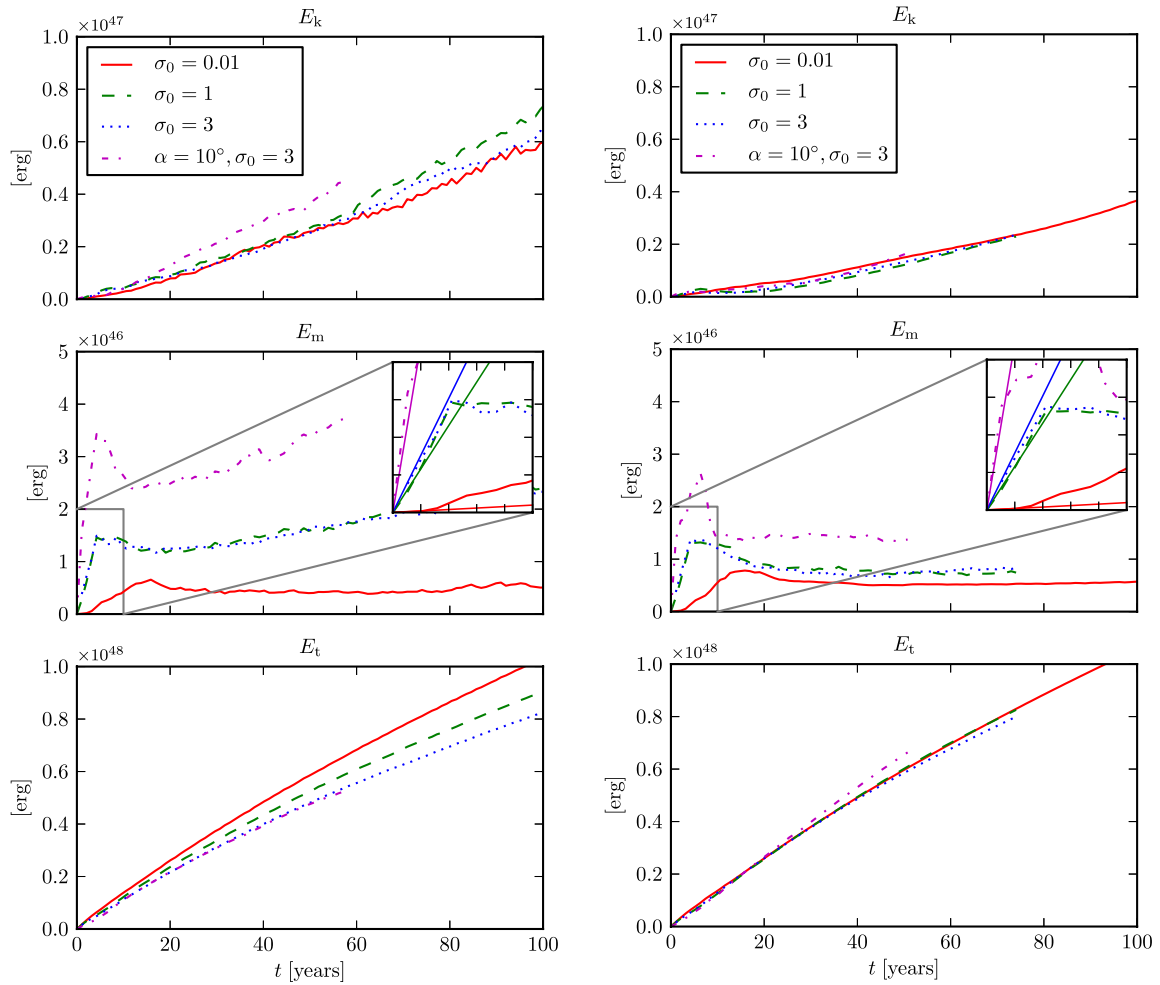 E_k
×10^47
1.0
0.8
0.6
0.4
0.2
0.0
[erg]
σ_0 = 0.01
σ_0 = 1
σ_0 = 3
α = 10°, σ_0 = 3
E_m
×10^46
5
4
3
2
1
0
[erg]
E_t
×10^48
1.0
0.8
0.6
0.4
0.2
0.0
[erg]
0 20 40 60 80 100
t [years]
E_k
×10^47
1.0
0.8
0.6
0.4
0.2
0.0
[erg]
σ_0 = 0.01
σ_0 = 1
σ_0 = 3
α = 10°, σ_0 = 3
E_m
×10^46
5
4
3
2
1
0
[erg]
E_t
×10^48
1.0
0.8
0.6
0.4
0.2
0.0
[erg]
0 20 40 60 80 100
t [years]